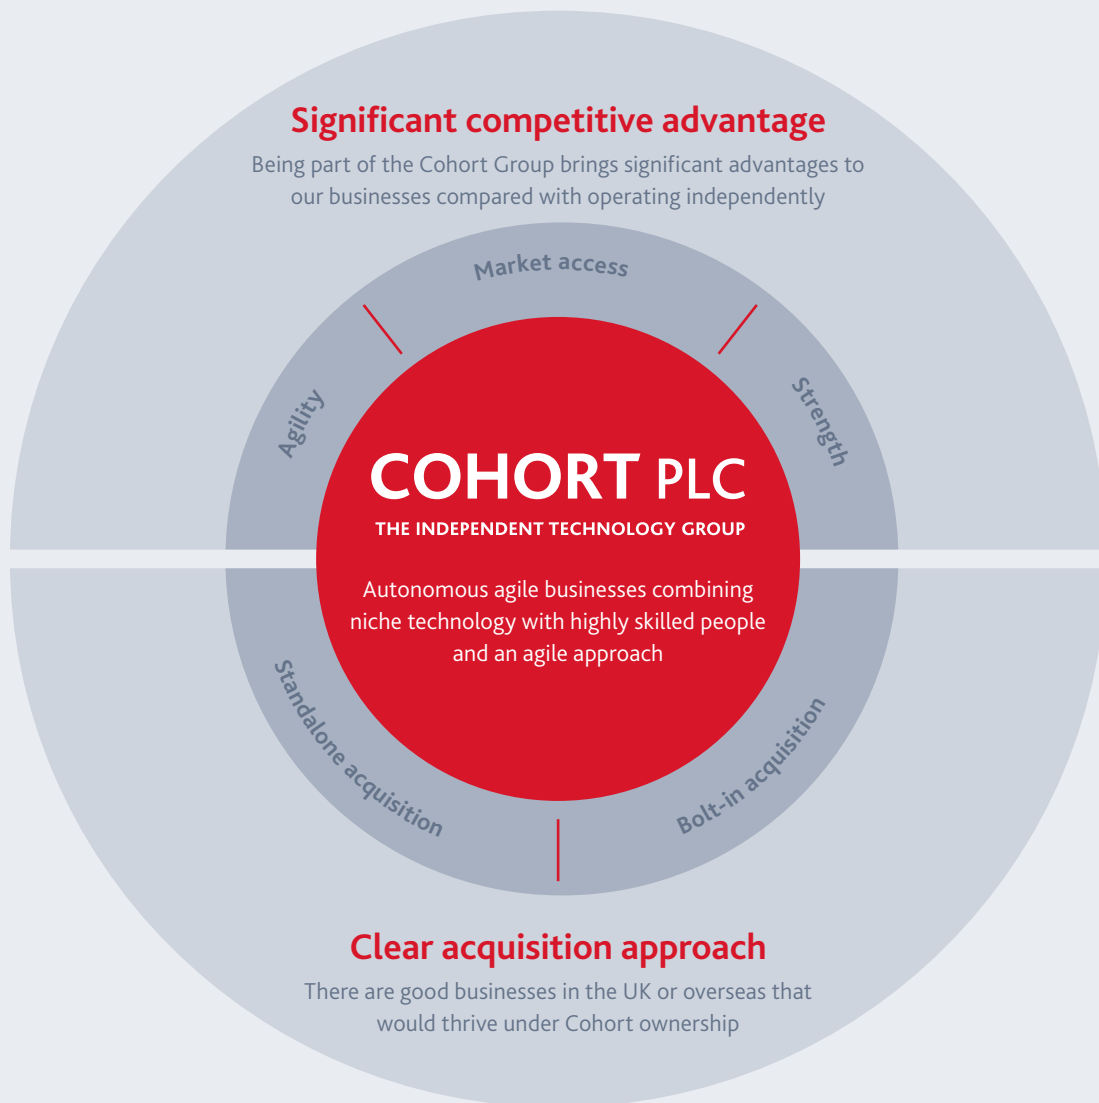 Significant competitive advantage
Being part of the Cohort Group brings significant advantages to
our businesses compared with operating independently
Market access
Agility
Strength
COHORT PLC
THE INDEPENDENT TECHNOLOGY GROUP
Autonomous agile businesses combining
niche technology with highly skilled people
and an agile approach
Standalone acquisition
Bolt-in acquisition
Clear acquisition approach
There are good businesses in the UK or overseas that
would thrive under Cohort ownership